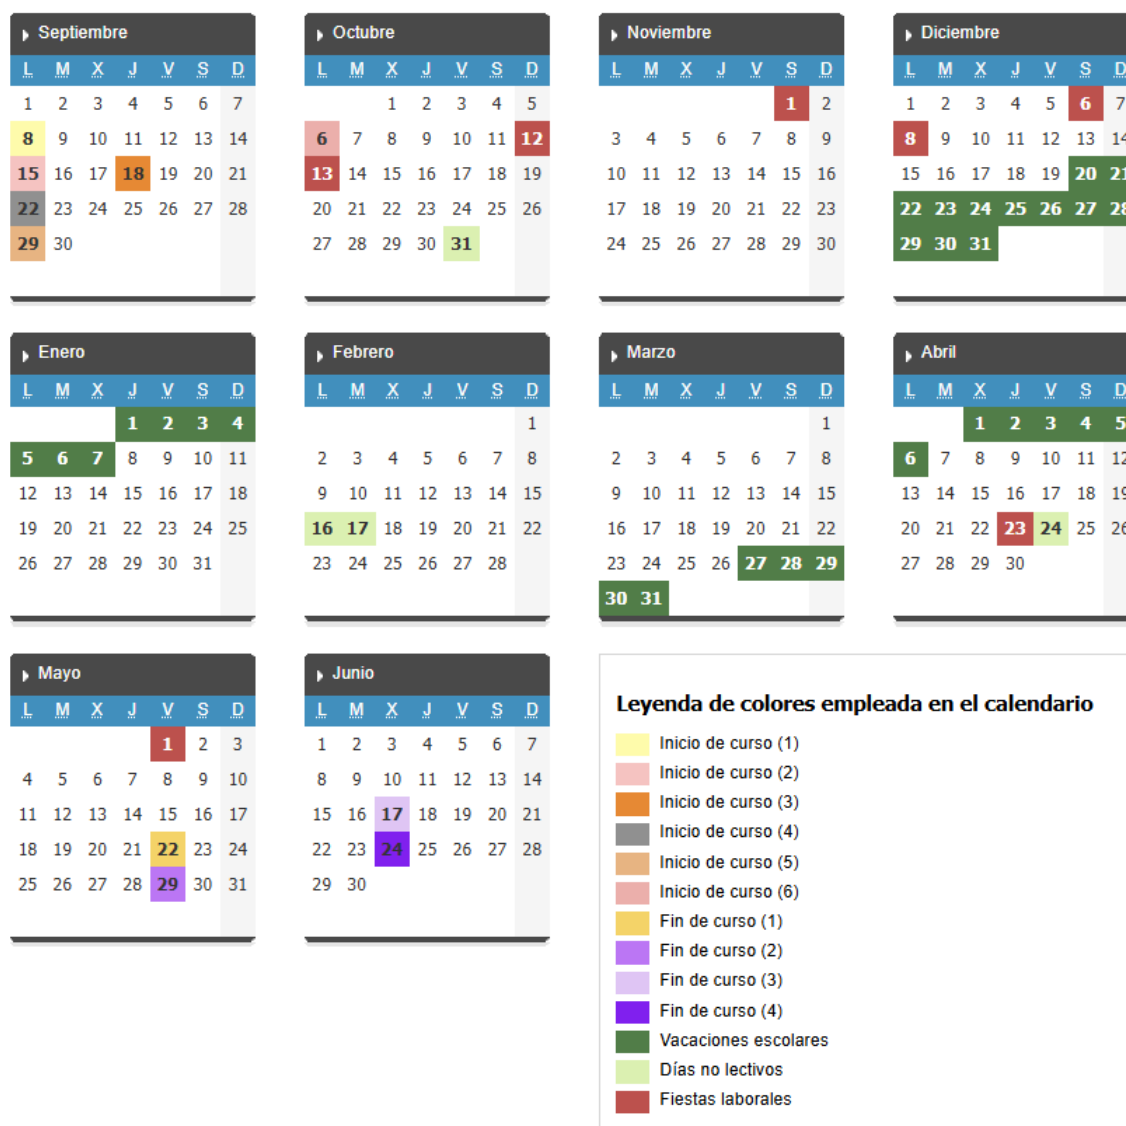 Septiembre
L M X J V S D
1 2 3 4 5 6 7
8 9 10 11 12 13 14
15 16 17 18 19 20 21
22 23 24 25 26 27 28
29 30
Octubre
L M X J V S D
1 2 3 4 5
6 7 8 9 10 11 12
13 14 15 16 17 18 19
20 21 22 23 24 25 26
27 28 29 30 31
Noviembre
L M X J V S D
1 2
3 4 5 6 7 8 9
10 11 12 13 14 15 16
17 18 19 20 21 22 23
24 25 26 27 28 29 30
Diciembre
L M X J V S D
1 2 3 4 5 6 7
8 9 10 11 12 13 14
15 16 17 18 19 20 21
22 23 24 25 26 27 28
29 30 31
Enero
L M X J V S D
1 2 3 4
5 6 7 8 9 10 11
12 13 14 15 16 17 18
19 20 21 22 23 24 25
26 27 28 29 30 31
Febrero
L M X J V S D
1
2 3 4 5 6 7 8
9 10 11 12 13 14 15
16 17 18 19 20 21 22
23 24 25 26 27 28
Marzo
L M X J V S D
1
2 3 4 5 6 7 8
9 10 11 12 13 14 15
16 17 18 19 20 21 22
23 24 25 26 27 28 29
30 31
Abril
L M X J V S D
1 2 3 4 5
6 7 8 9 10 11 12
13 14 15 16 17 18 19
20 21 22 23 24 25 26
27 28 29 30
Mayo
L M X J V S D
1 2 3
4 5 6 7 8 9 10
11 12 13 14 15 16 17
18 19 20 21 22 23 24
25 26 27 28 29 30 31
Junio
L M X J V S D
1 2 3 4 5 6 7
8 9 10 11 12 13 14
15 16 17 18 19 20 21
22 23 24 25 26 27 28
29 30
Leyenda de colores empleada en el calendario
Inicio de curso (1)
Inicio de curso (2)
Inicio de curso (3)
Inicio de curso (4)
Inicio de curso (5)
Inicio de curso (6)
Fin de curso (1)
Fin de curso (2)
Fin de curso (3)
Fin de curso (4)
Vacaciones escolares
Días no lectivos
Fiestas laborales